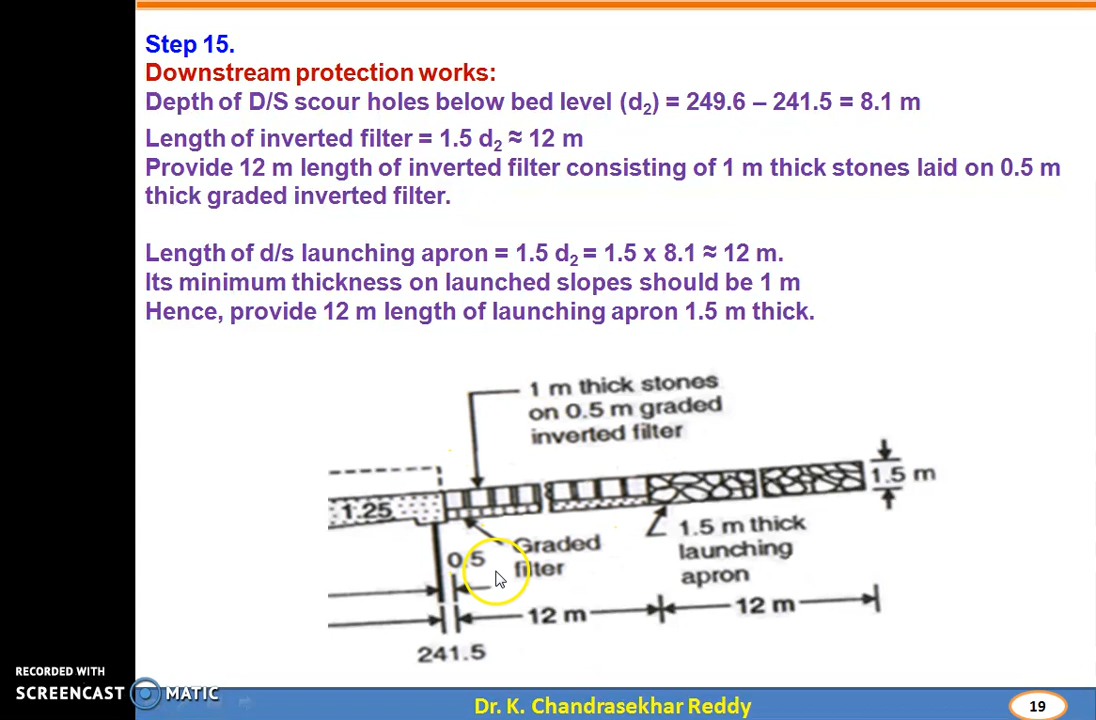 Step 15.
Downstream protection works:
Depth of D/S scour holes below bed level (d₂) = 249.6 – 241.5 = 8.1 m
Length of inverted filter = 1.5 d₂ ≈ 12 m
Provide 12 m length of inverted filter consisting of 1 m thick stones laid on 0.5 m
thick graded inverted filter.
Length of d/s launching apron = 1.5 d₂ = 1.5 x 8.1 ≈ 12 m.
Its minimum thickness on launched slopes should be 1 m
Hence, provide 12 m length of launching apron 1.5 m thick.
1 m thick stones
on 0.5 m graded
inverted filter
1.5 m
1.25
1.5 m thick
launching
apron
Graded
filter
0.5
12 m
12 m
241.5
RECORDED WITH
SCREENCAST MATIC
Dr. K. Chandrasekhar Reddy
19